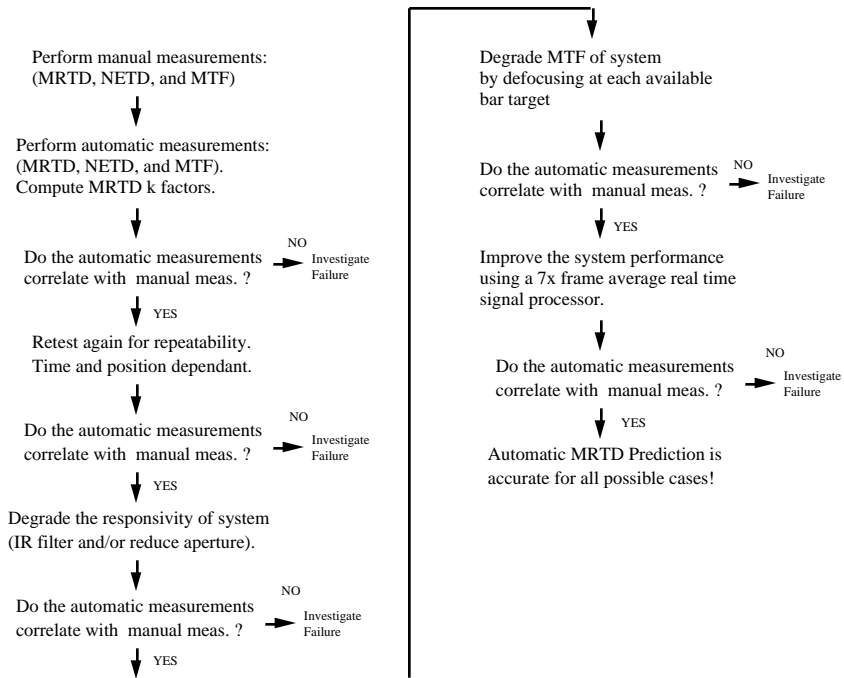 Perform manual measurements:
(MRTD, NETD, and MTF)
Perform automatic measurements:
(MRTD, NETD, and MTF).
Compute MRTD k factors.
Do the automatic measurements
correlate with manual meas. ?
NO
Investigate
Failure
YES
Retest again for repeatability.
Time and position dependant.
Do the automatic measurements
correlate with manual meas. ?
NO
Investigate
Failure
YES
Degrade the responsivity of system
(IR filter and/or reduce aperture).
Do the automatic measurements
correlate with manual meas. ?
NO
Investigate
Failure
YES
Degrade MTF of system
by defocusing at each available
bar target
Do the automatic measurements
correlate with manual meas. ?
NO
Investigate
Failure
YES
Improve the system performance
using a 7x frame average real time
signal processor.
Do the automatic measurements
correlate with manual meas. ?
NO
Investigate
Failure
YES
Automatic MRTD Prediction is
accurate for all possible cases!